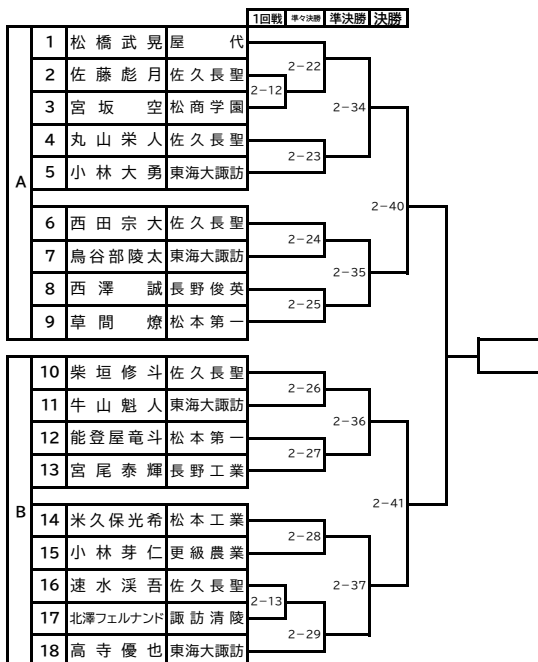 1回戦 準々決勝 準決勝 決勝
A
1 松橋武晃 屋代
2 佐藤彪月 佐久長聖
3 宮坂空 松商学園
4 丸山栄人 佐久長聖
5 小林大勇 東海大諏訪
6 西田宗大 佐久長聖
7 鳥谷部陵太 東海大諏訪
8 西澤誠 長野俊英
9 草間燎 松本第一
B
10 柴垣修斗 佐久長聖
11 牛山魁人 東海大諏訪
12 能登屋竜斗 松本第一
13 宮尾泰輝 長野工業
14 米久保光希 松本工業
15 小林芽仁 更級農業
16 速水渓吾 佐久長聖
17 北澤フェルナンド 諏訪清陵
18 高寺優也 東海大諏訪
2-12
2-13
2-22
2-23
2-24
2-25
2-26
2-27
2-28
2-29
2-34
2-35
2-36
2-37
2-40
2-41